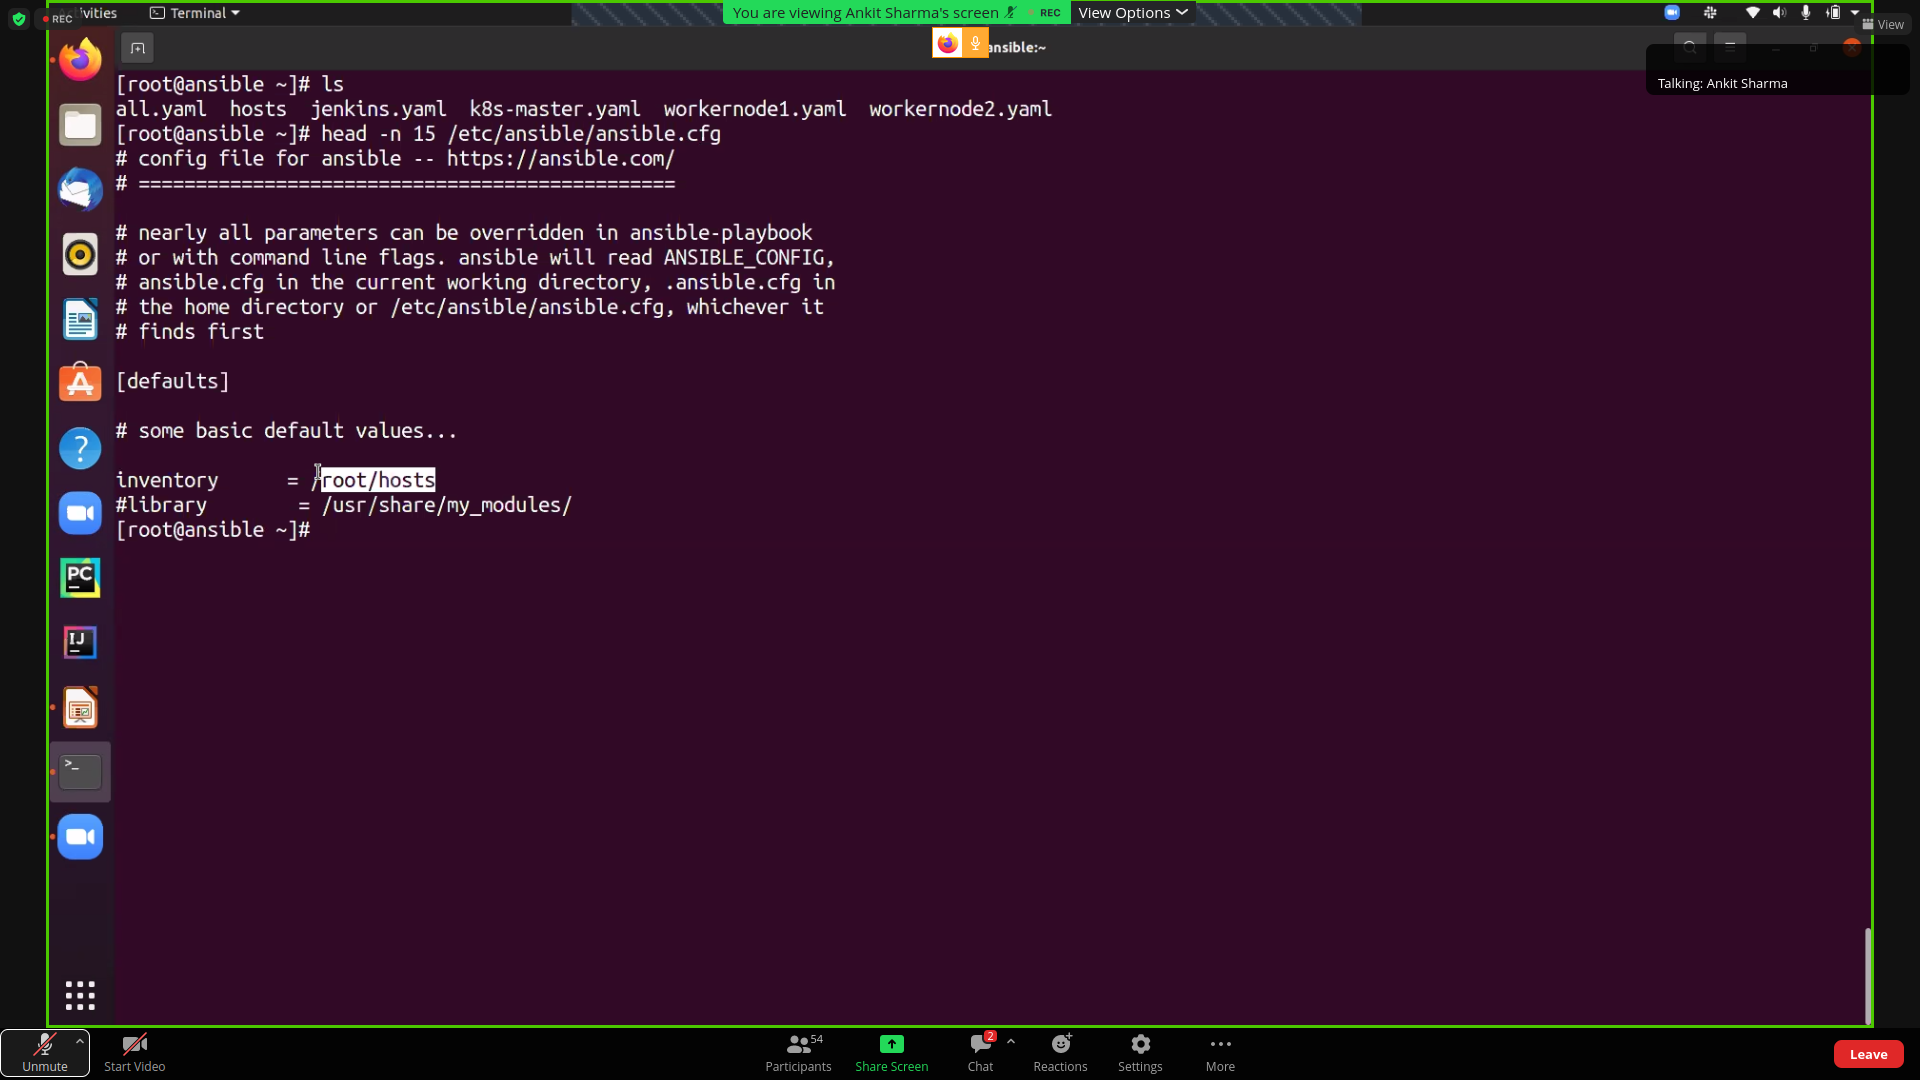 REC
vities
Terminal
You are viewing Ankit Sharma's screen
REC
View Options
View
ansible:~
Talking: Ankit Sharma
[root@ansible ~]# ls
all.yaml  hosts  jenkins.yaml  k8s-master.yaml  workernode1.yaml  workernode2.yaml
[root@ansible ~]# head -n 15 /etc/ansible/ansible.cfg
# config file for ansible -- https://ansible.com/
# ===============================================
# nearly all parameters can be overridden in ansible-playbook
# or with command line flags. ansible will read ANSIBLE_CONFIG,
# ansible.cfg in the current working directory, .ansible.cfg in
# the home directory or /etc/ansible/ansible.cfg, whichever it
# finds first
[defaults]
# some basic default values...
inventory      = /root/hosts
#library        = /usr/share/my_modules/
[root@ansible ~]#
PC
IJ
>_
Unmute
Start Video
54
Participants
Share Screen
2
Chat
Reactions
Settings
More
Leave